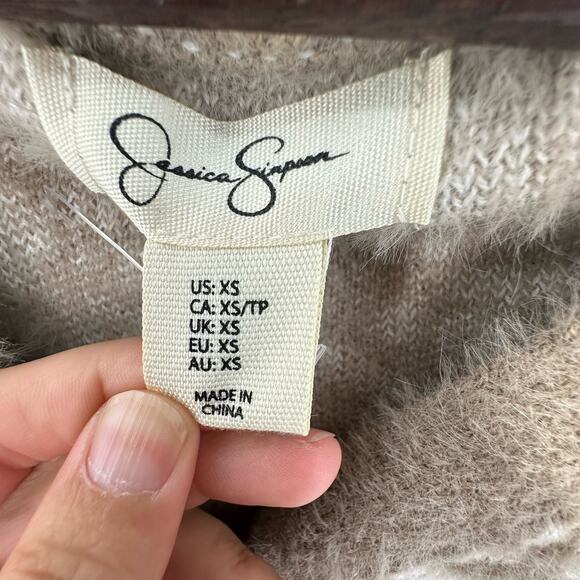 Jessica Simpson
US: XS
CA: XS/TP
UK: XS
EU: XS
AU: XS
MADE IN
CHINA